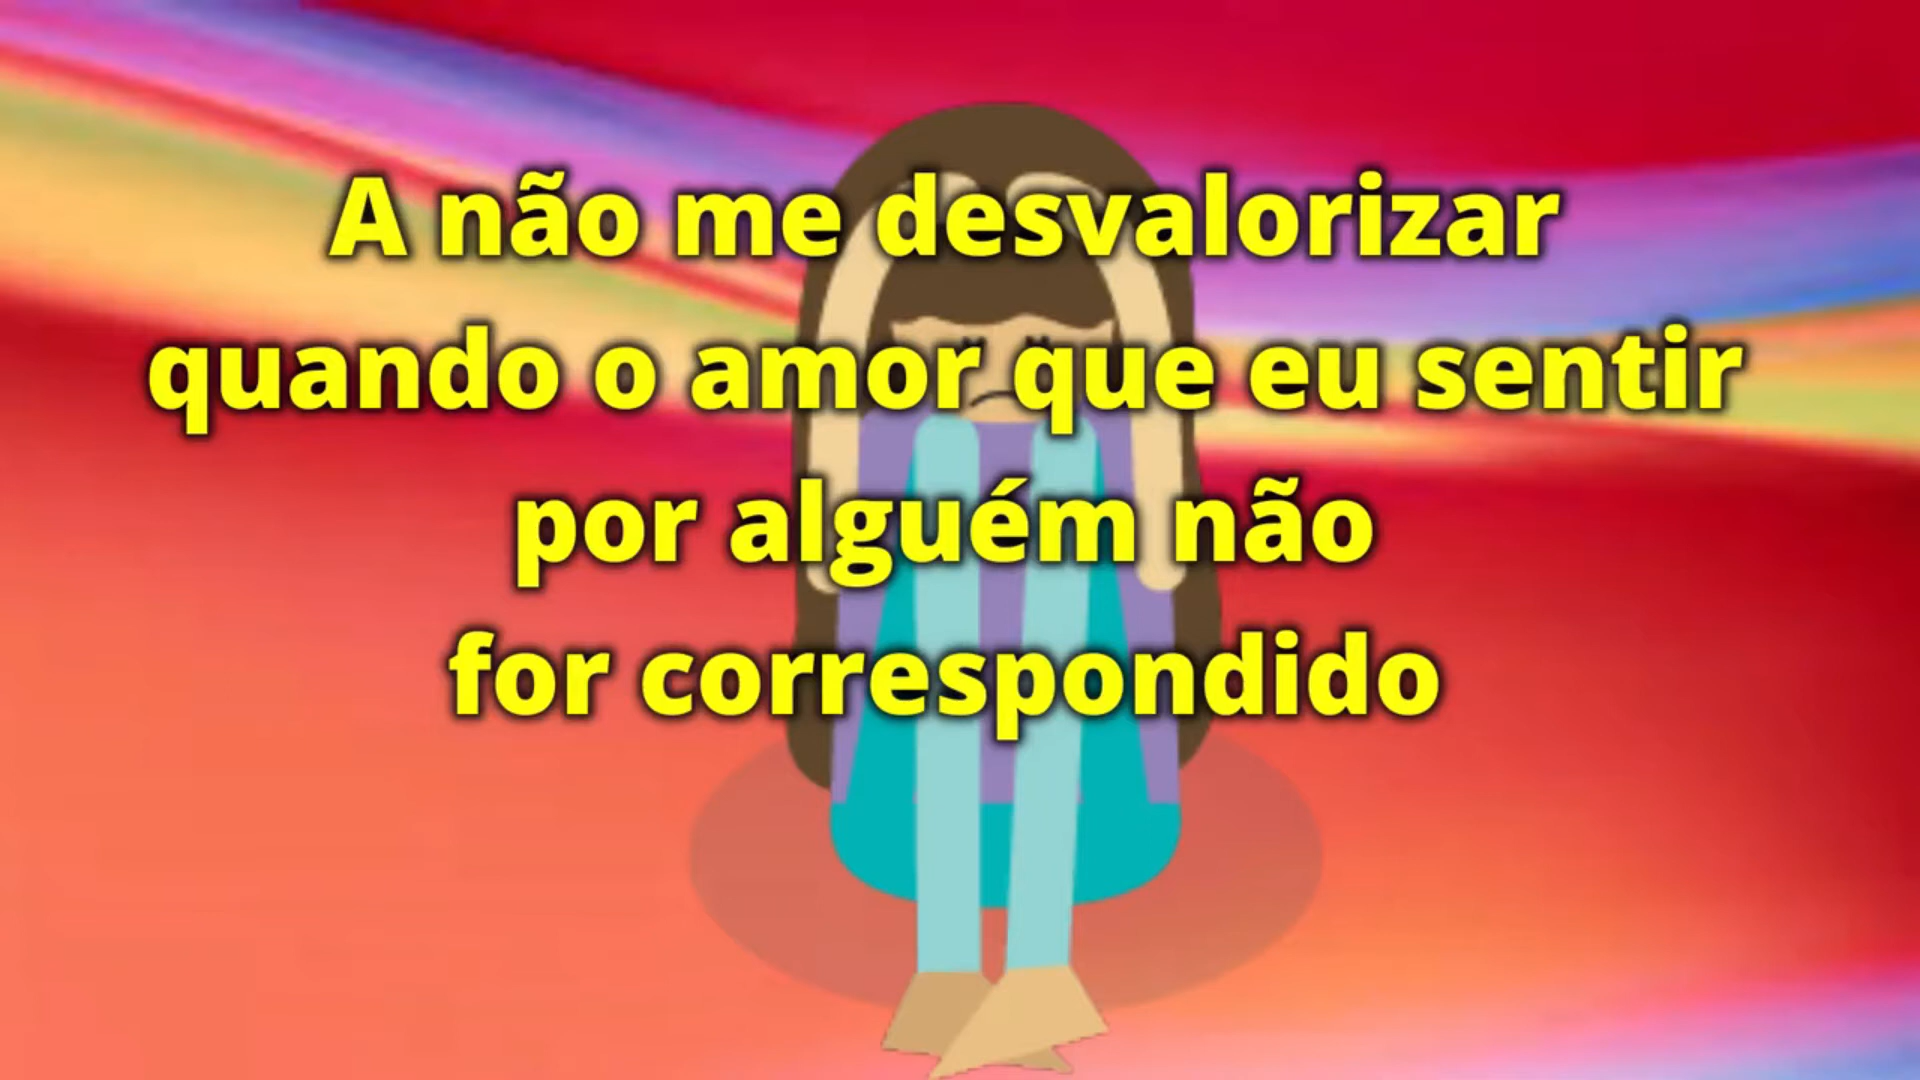 A não me desvalorizar
quando o amor que eu sentir
por alguém não
for correspondido